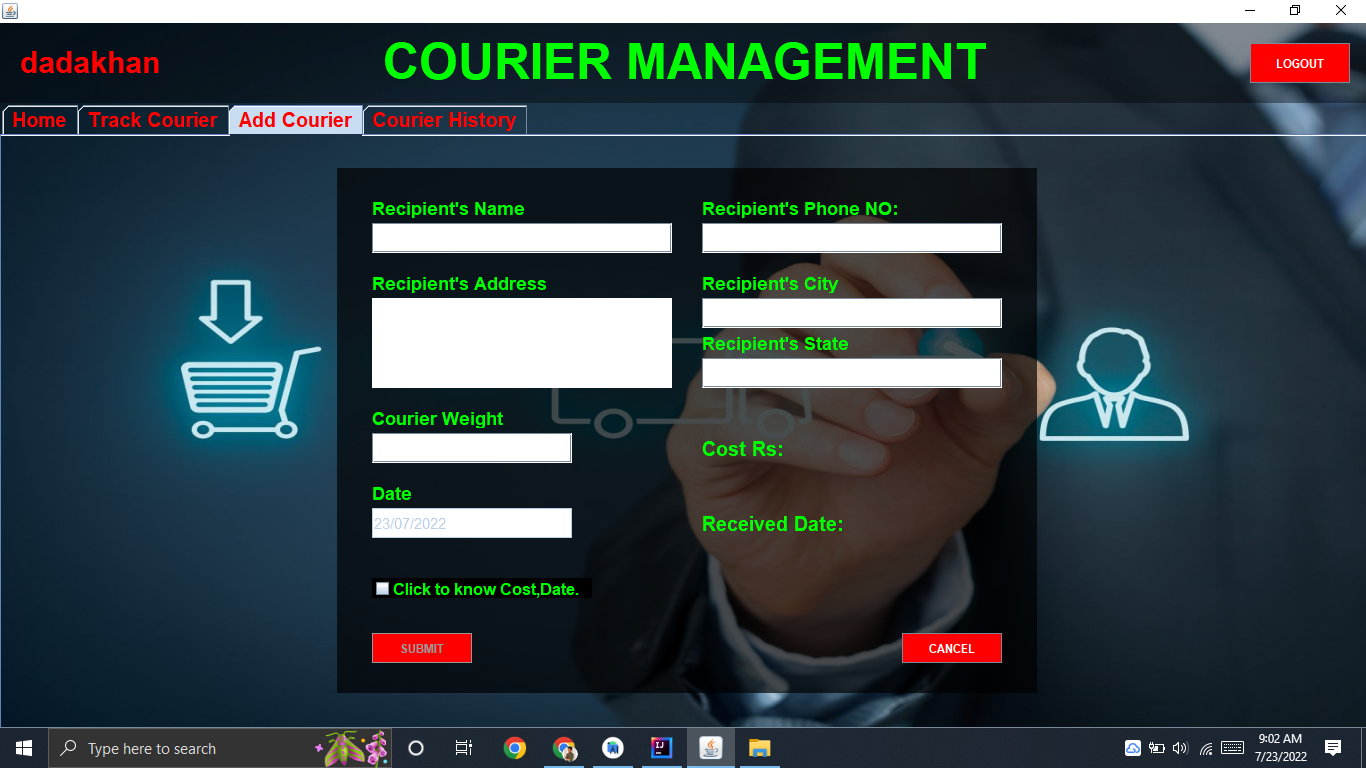 dadakhan
COURIER MANAGEMENT
LOGOUT
Home
Track Courier
Add Courier
Courier History
Recipient's Name
Recipient's Phone NO:
Recipient's Address
Recipient's City
Recipient's State
Courier Weight
Cost Rs:
Date
23/07/2022
Received Date:
Click to know Cost,Date.
SUBMIT
CANCEL
Type here to search
IJ
9:02 AM
7/23/2022